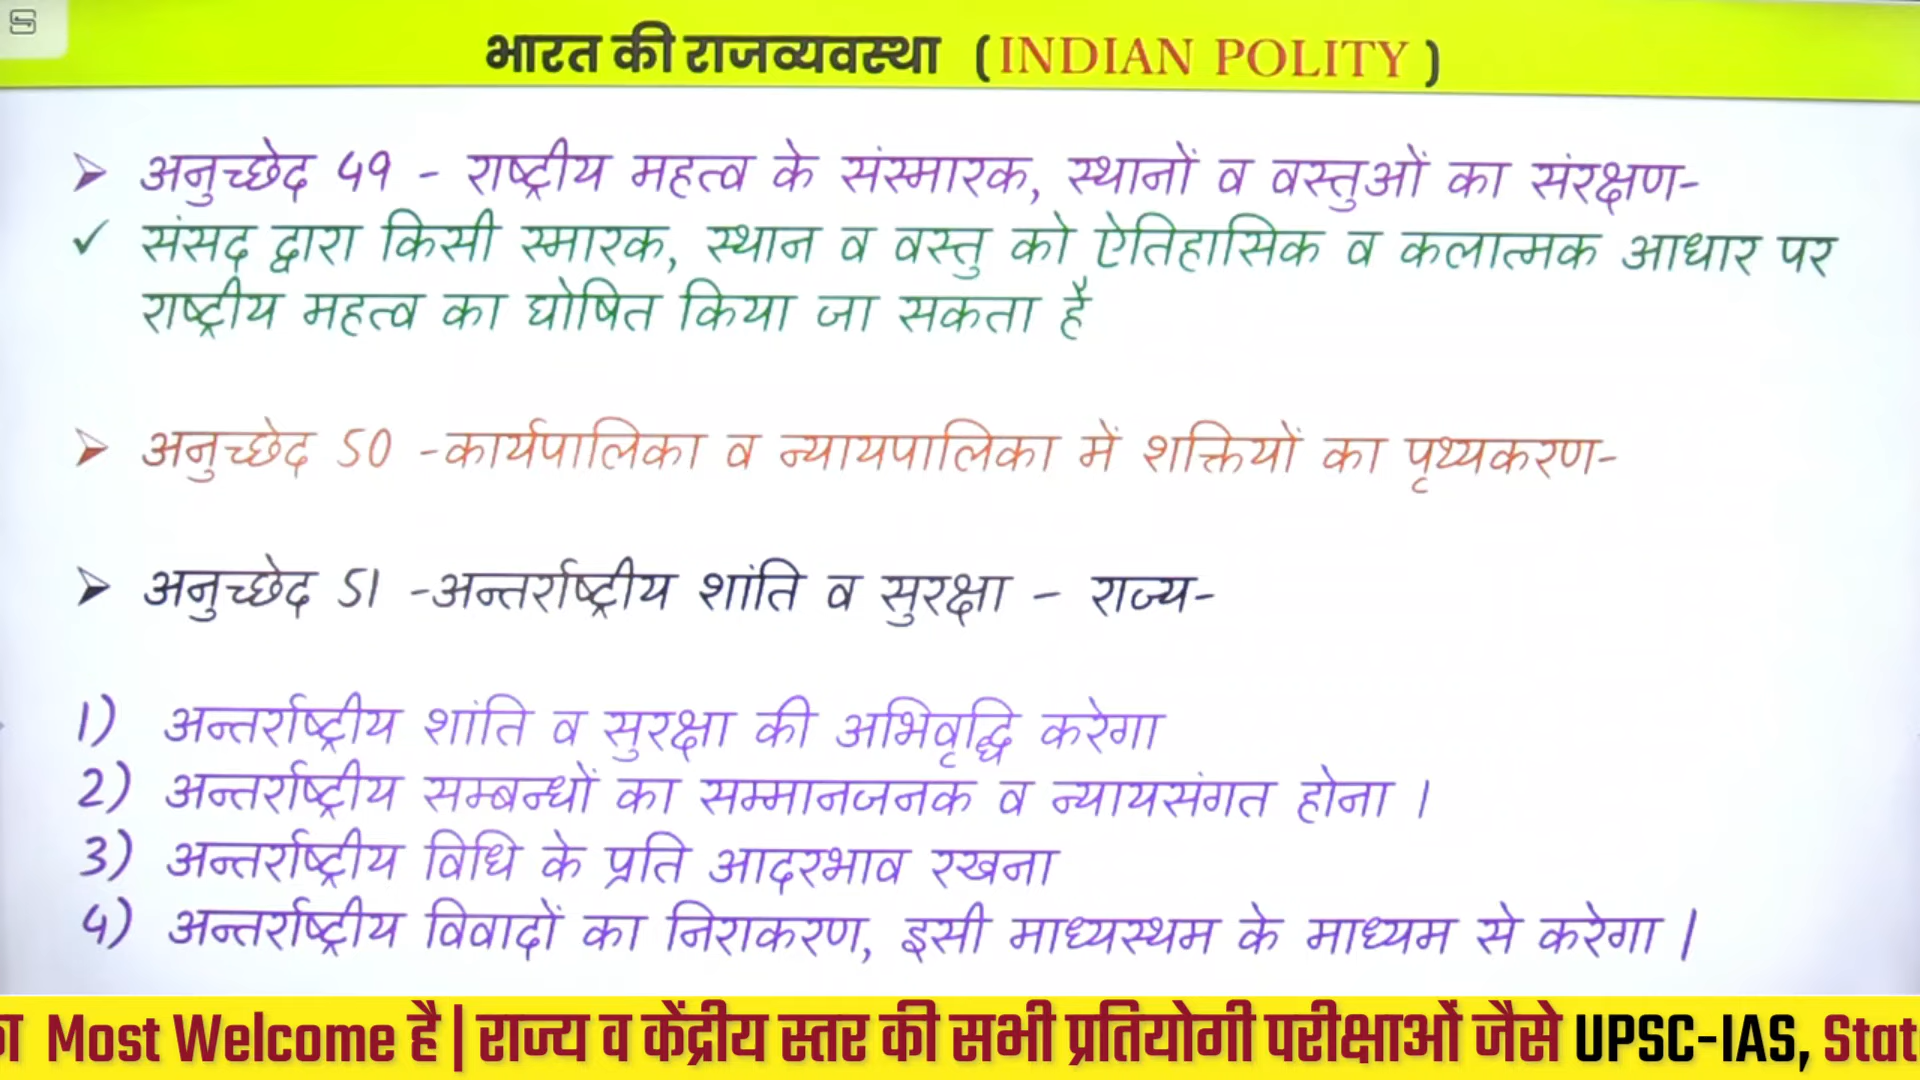 भारत की राजव्यवस्था (INDIAN POLITY)
अनुच्छेद 49 - राष्ट्रीय महत्व के संस्मारक, स्थानों व वस्तुओं का संरक्षण-
✓ संसद द्वारा किसी स्मारक, स्थान व वस्तु को ऐतिहासिक व कलात्मक आधार पर
राष्ट्रीय महत्व का घोषित किया जा सकता है
अनुच्छेद 50 -कार्यपालिका व न्यायपालिका में शक्तियों का पृथ्यकरण-
अनुच्छेद 51 -अन्तर्राष्ट्रीय शांति व सुरक्षा - राज्य-
1) अन्तर्राष्ट्रीय शांति व सुरक्षा की अभिवृद्धि करेगा
2) अन्तर्राष्ट्रीय सम्बन्धों का सम्मानजनक व न्यायसंगत होना ।
3) अन्तर्राष्ट्रीय विधि के प्रति आदरभाव रखना
4) अन्तर्राष्ट्रीय विवादों का निराकरण, इसी माध्यस्थम के माध्यम से करेगा ।
Most Welcome है | राज्य व केंद्रीय स्तर की सभी प्रतियोगी परीक्षाओं जैसे UPSC-IAS, Stat